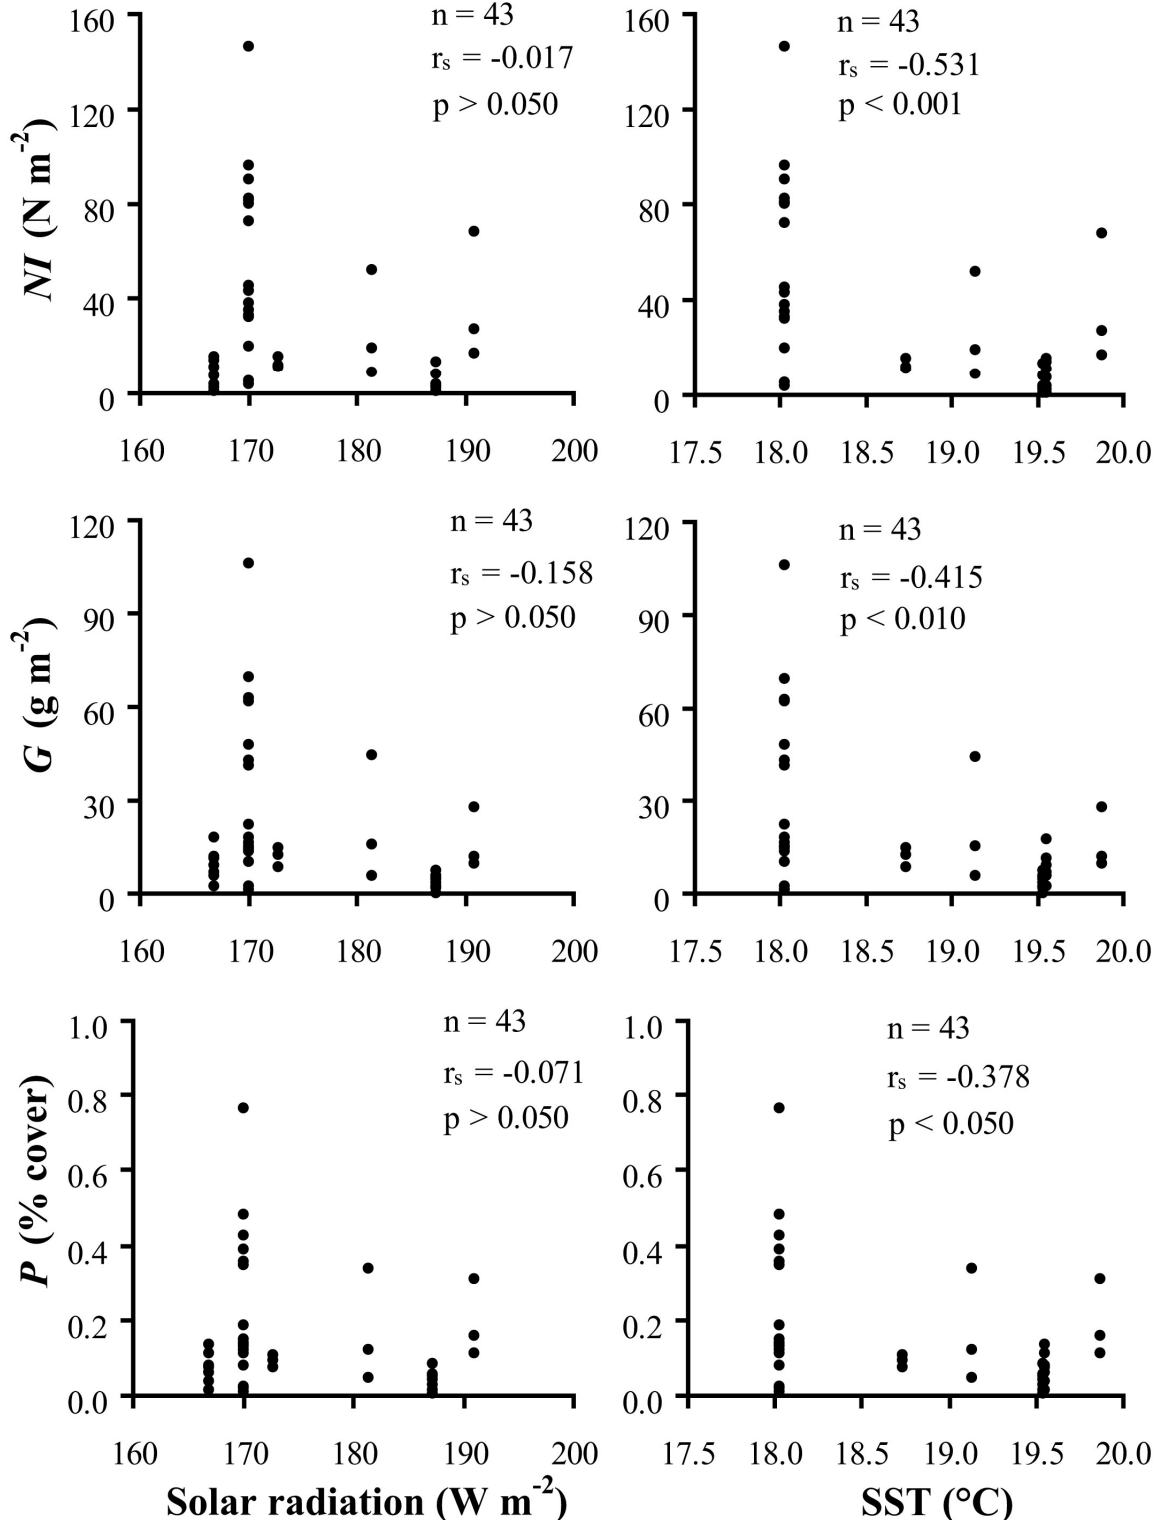 n = 43
rs = -0.017
p > 0.050
NI (N m-2)
160
120
80
40
0
160 170 180 190 200
n = 43
rs = -0.531
p < 0.001
160
120
80
40
0
17.5 18.0 18.5 19.0 19.5 20.0
n = 43
rs = -0.158
p > 0.050
G (g m-2)
120
90
60
30
0
160 170 180 190 200
n = 43
rs = -0.415
p < 0.010
120
90
60
30
0
17.5 18.0 18.5 19.0 19.5 20.0
n = 43
rs = -0.071
p > 0.050
P (% cover)
1.0
0.8
0.6
0.4
0.2
0.0
160 170 180 190 200
Solar radiation (W m-2)
n = 43
rs = -0.378
p < 0.050
1.0
0.8
0.6
0.4
0.2
0.0
17.5 18.0 18.5 19.0 19.5 20.0
SST (°C)